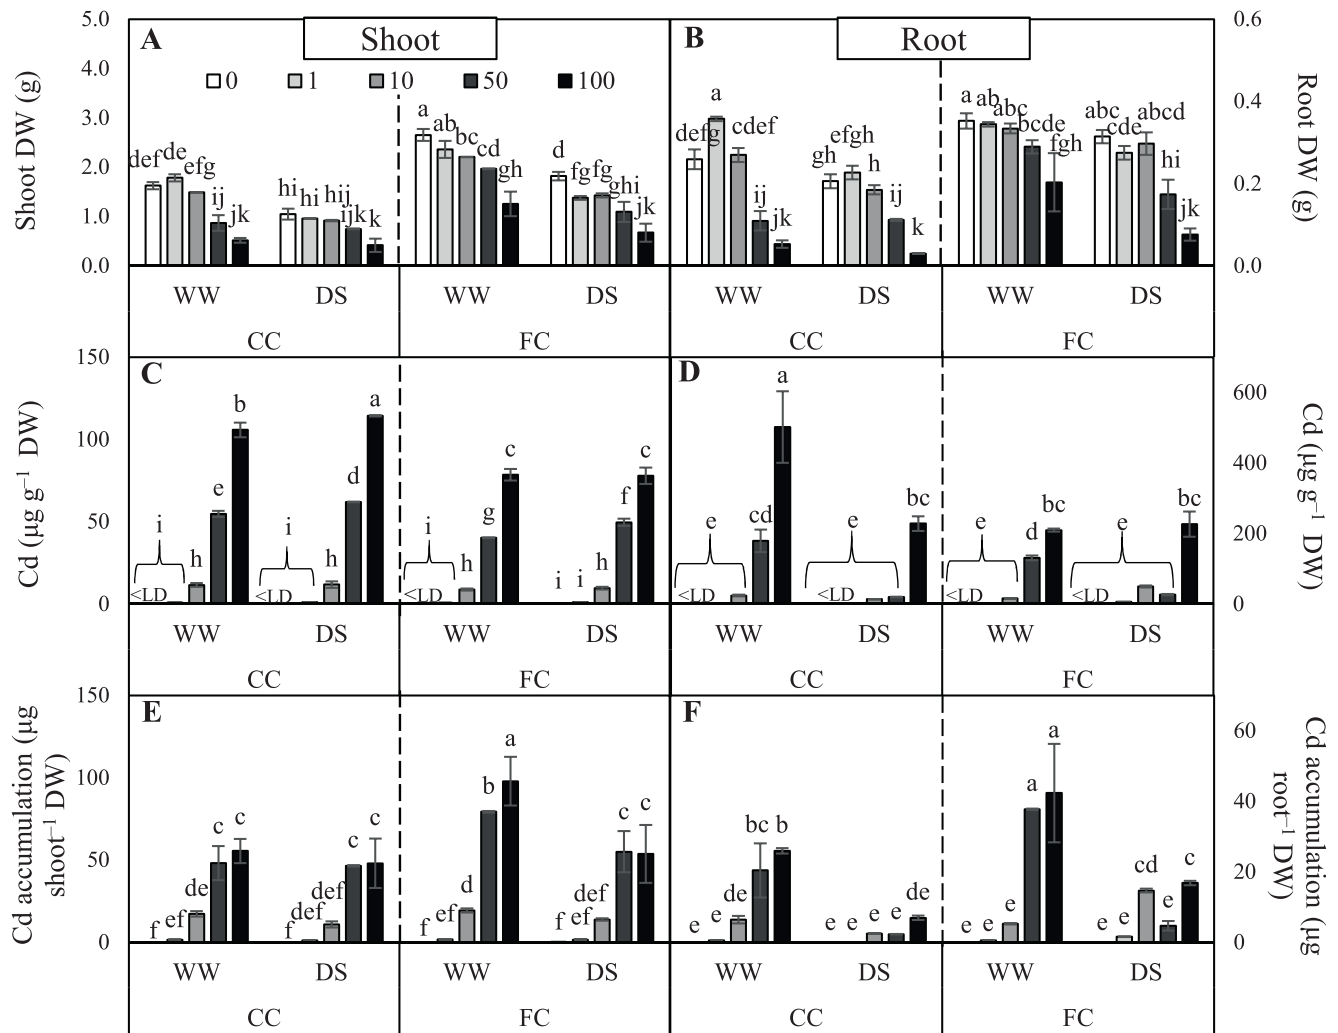 A Shoot B Root
0 1 10 50 100
5.0
4.0
3.0
2.0
1.0
0.0
Shoot DW (g)
def de efg ij jk
hi hi hij ijk k
a ab bc cd gh
d fg fg ghi jk
WW DS WW DS
CC FC
defg a cdef ij jk
gh efgh h ij k
a ab abc bcde fgh
abc cde abcd hi jk
WW DS WW DS
CC FC
0.6
0.4
0.2
0.0
Root DW (g)
C
150
100
50
0
Cd (µg g⁻¹ DW)
i <LD h e b
i <LD h d a
i <LD h g c
i i h f c
WW DS WW DS
CC FC
D
e <LD cd a
e <LD bc
e <LD d bc
e <LD bc
WW DS WW DS
CC FC
600
400
200
0
Cd (µg g⁻¹ DW)
E
150
100
50
0
Cd accumulation (µg
shoot⁻¹ DW)
f ef de c c
f def def c c
f ef d b a
f ef def c c
WW DS WW DS
CC FC
F
e e de bc b
e e e e de
e e e a a
e e cd e c
WW DS WW DS
CC FC
60
40
20
0
Cd accumulation (µg
root⁻¹ DW)